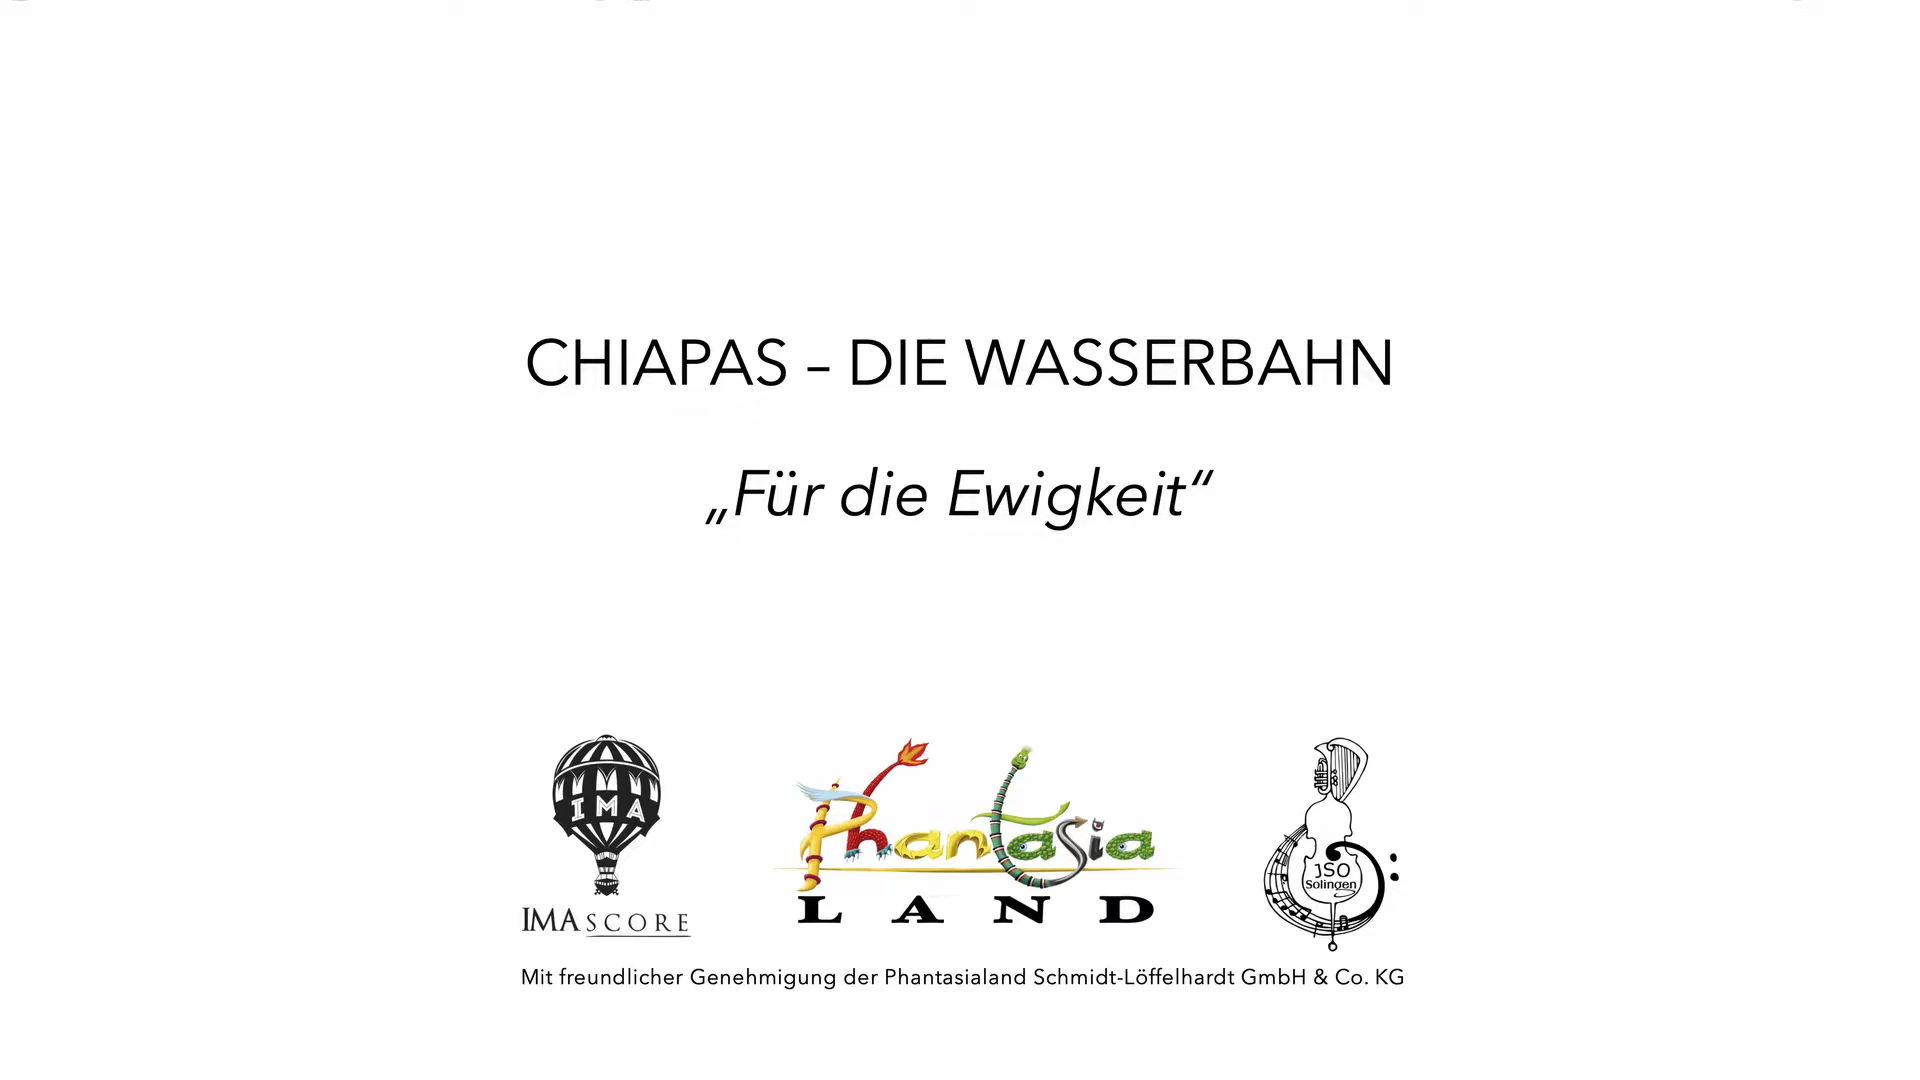 CHIAPAS – DIE WASSERBAHN
„Für die Ewigkeit“
IMA
Phantasia
JSO
Solingen
IMASCORE
LAND
Mit freundlicher Genehmigung der Phantasialand Schmidt-Löffelhardt GmbH & Co. KG